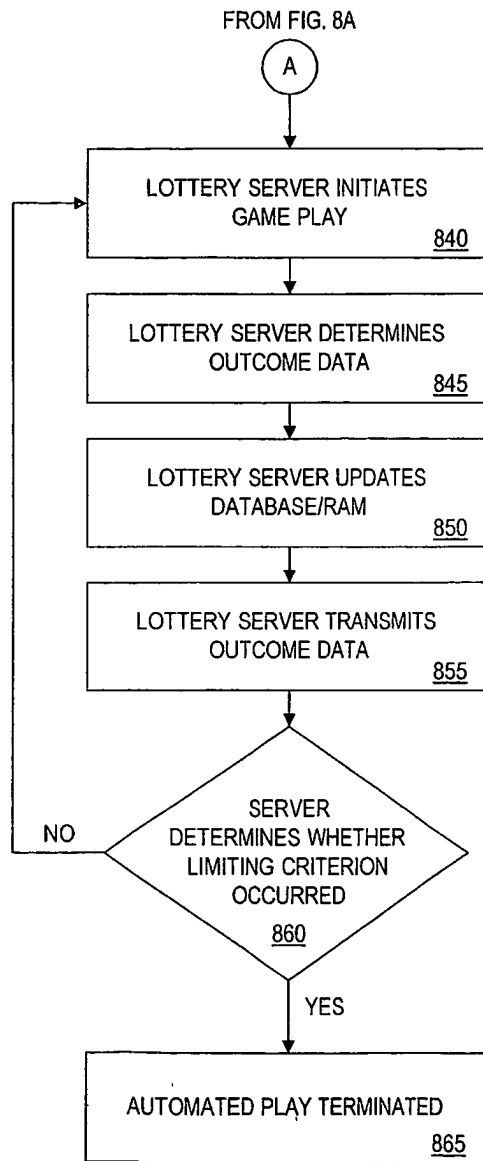 FROM FIG. 8A
A
LOTTERY SERVER INITIATES
GAME PLAY
840
LOTTERY SERVER DETERMINES
OUTCOME DATA
845
LOTTERY SERVER UPDATES
DATABASE/RAM
850
LOTTERY SERVER TRANSMITS
OUTCOME DATA
855
SERVER
DETERMINES WHETHER
LIMITING CRITERION
OCCURRED
860
NO
YES
AUTOMATED PLAY TERMINATED
865